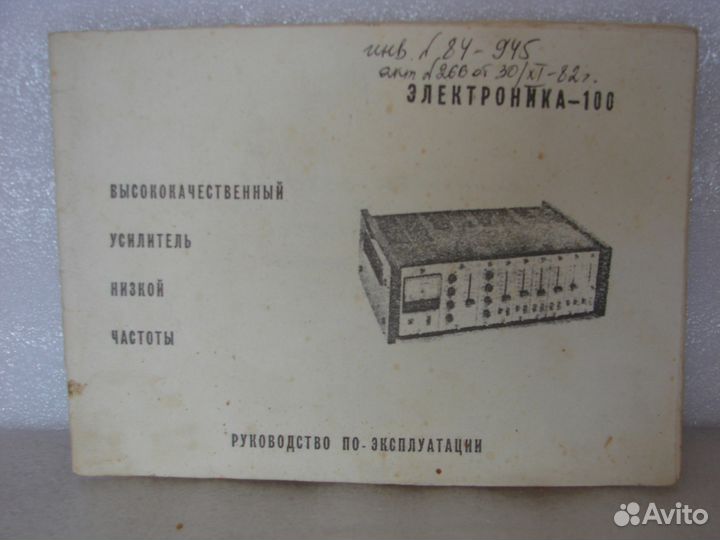 инв. № 84-945
акт №266 от 30/XI-82 г.
ЭЛЕКТРОНИКА-100
ВЫСОКОКАЧЕСТВЕННЫЙ
УСИЛИТЕЛЬ
НИЗКОЙ
ЧАСТОТЫ
РУКОВОДСТВО ПО-ЭКСПЛУАТАЦИИ
Avito